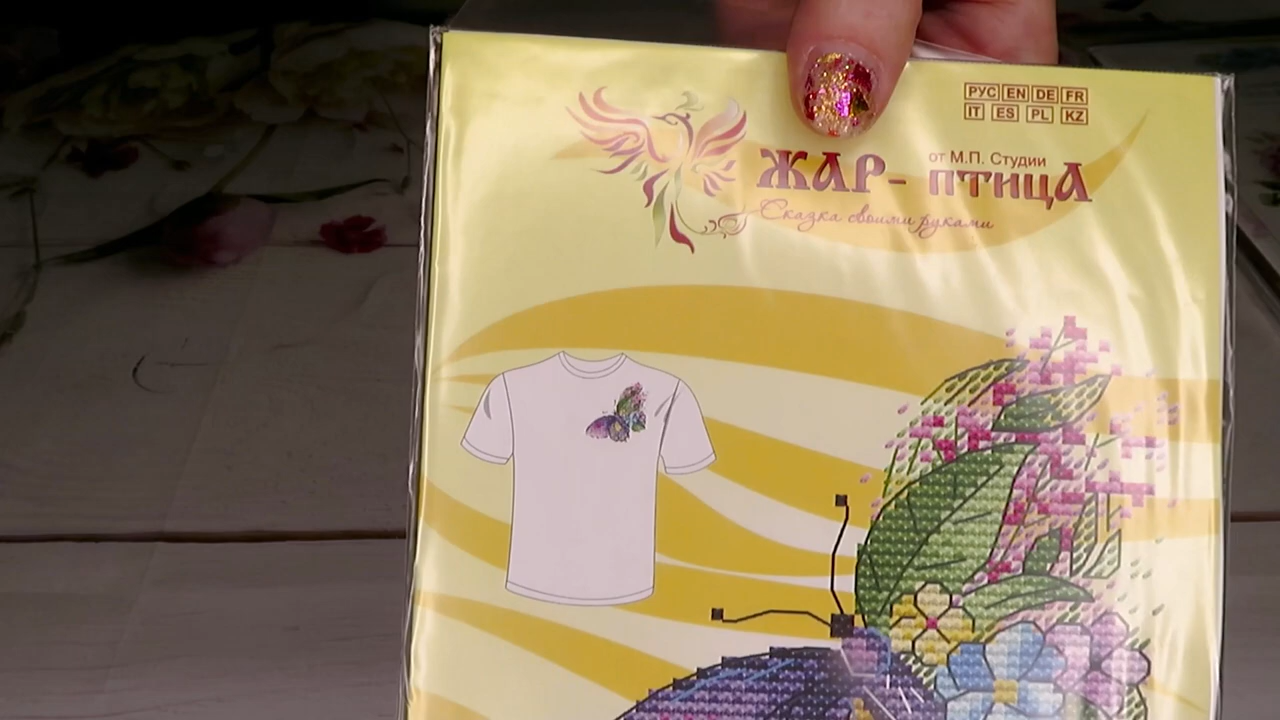 РУС EN DE FR
IT ES PL KZ
от М.П. Студии
ЖАР-ПТИЦА
Сказка своими руками